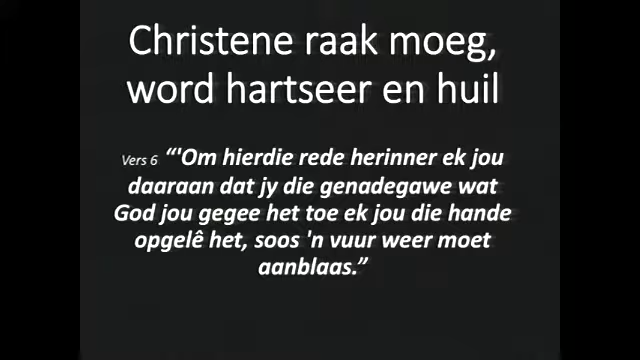 Christene raak moeg,
word hartseer en huil
Vers 6 “'Om hierdie rede herinner ek jou
daaraan dat jy die genadegawe wat
God jou gegee het toe ek jou die hande
opgelê het, soos 'n vuur weer moet
aanblaas.”